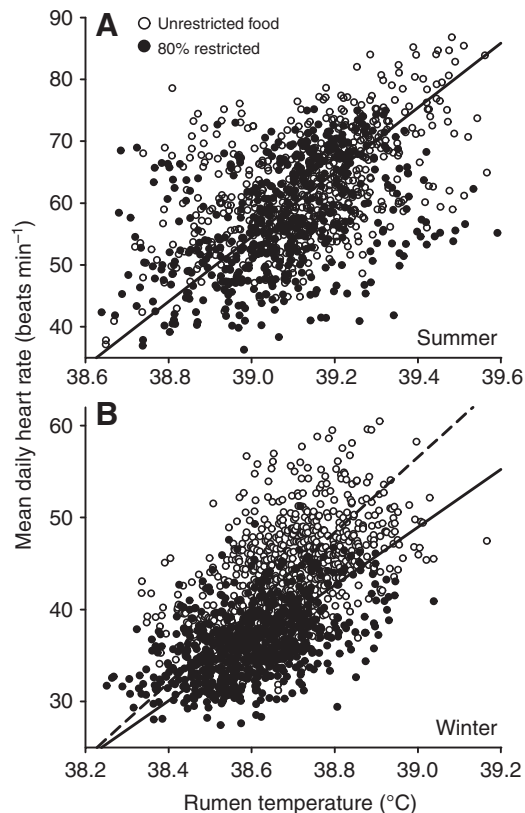 A
Unrestricted food
80% restricted
90
80
70
60
50
40
Summer
38.6
38.8
39.0
39.2
39.4
39.6
Mean daily heart rate (beats min⁻¹)
B
60
50
40
30
Winter
38.2
38.4
38.6
38.8
39.0
39.2
Rumen temperature (°C)